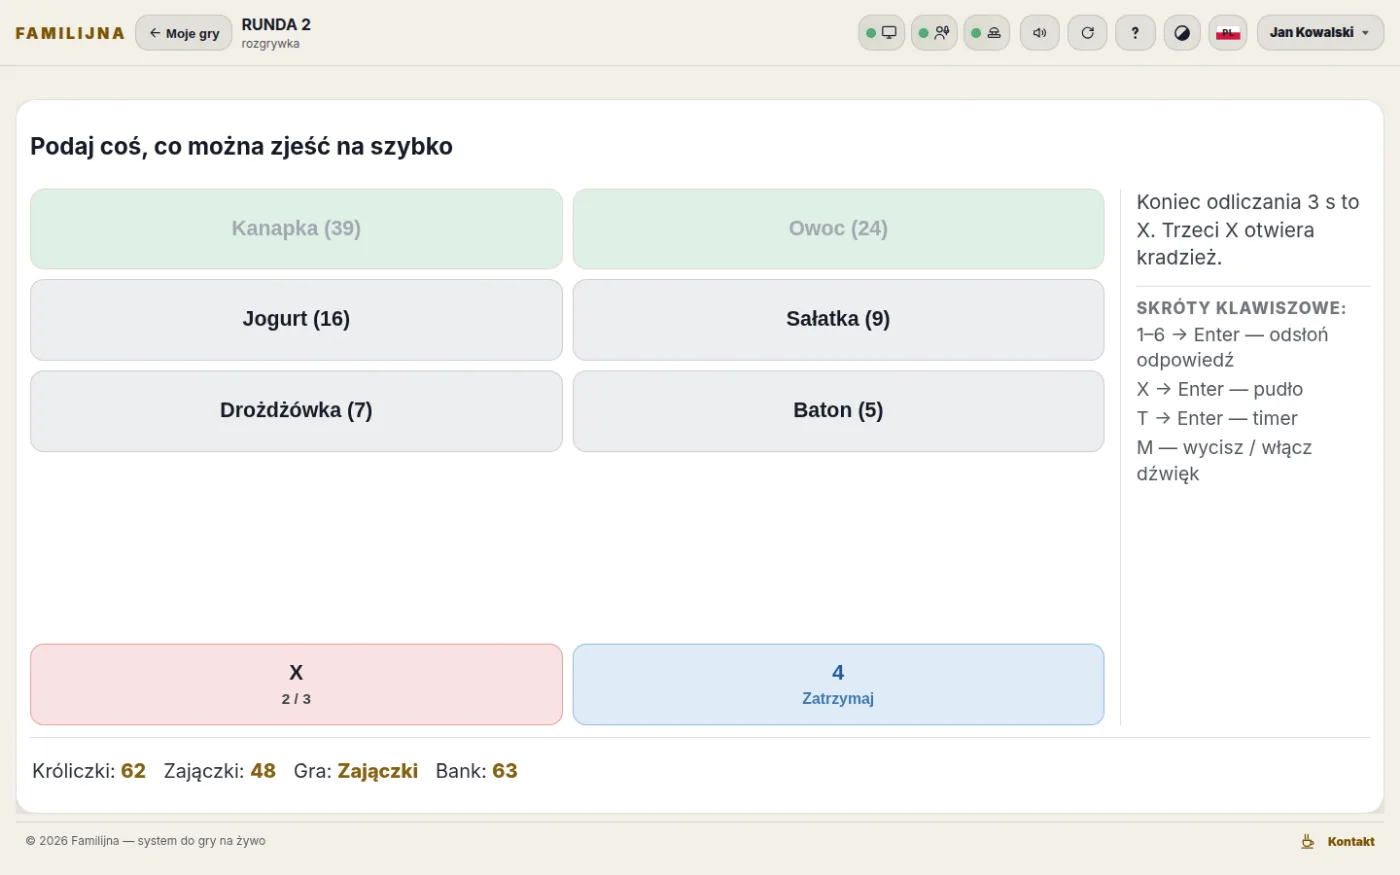 FAMILIJNA
← Moje gry
RUNDA 2
rozgrywka
?
PL
Jan Kowalski
Podaj coś, co można zjeść na szybko
Kanapka (39)
Owoc (24)
Jogurt (16)
Sałatka (9)
Drożdżówka (7)
Baton (5)
X
2 / 3
4
Zatrzymaj
Koniec odliczania 3 s to
X. Trzeci X otwiera
kradzież.
SKRÓTY KLAWISZOWE:
1–6 → Enter — odsłoń
odpowiedź
X → Enter — pudło
T → Enter — timer
M — wycisz / włącz
dźwięk
Króliczki: 62 Zajączki: 48 Gra: Zajączki Bank: 63
© 2026 Familijna — system do gry na żywo
Kontakt